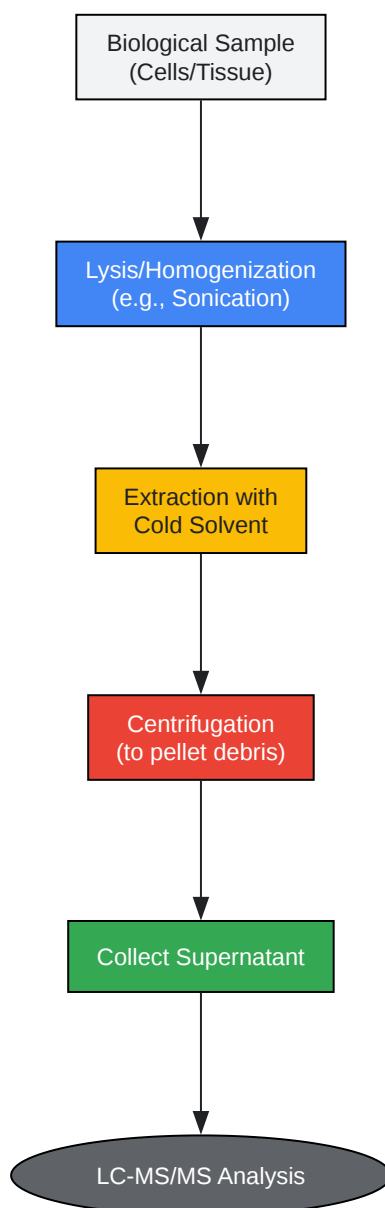 Biological Sample
(Cells/Tissue)
Lysis/Homogenization
(e.g., Sonication)
Extraction with
Cold Solvent
Centrifugation
(to pellet debris)
Collect Supernatant
LC-MS/MS Analysis